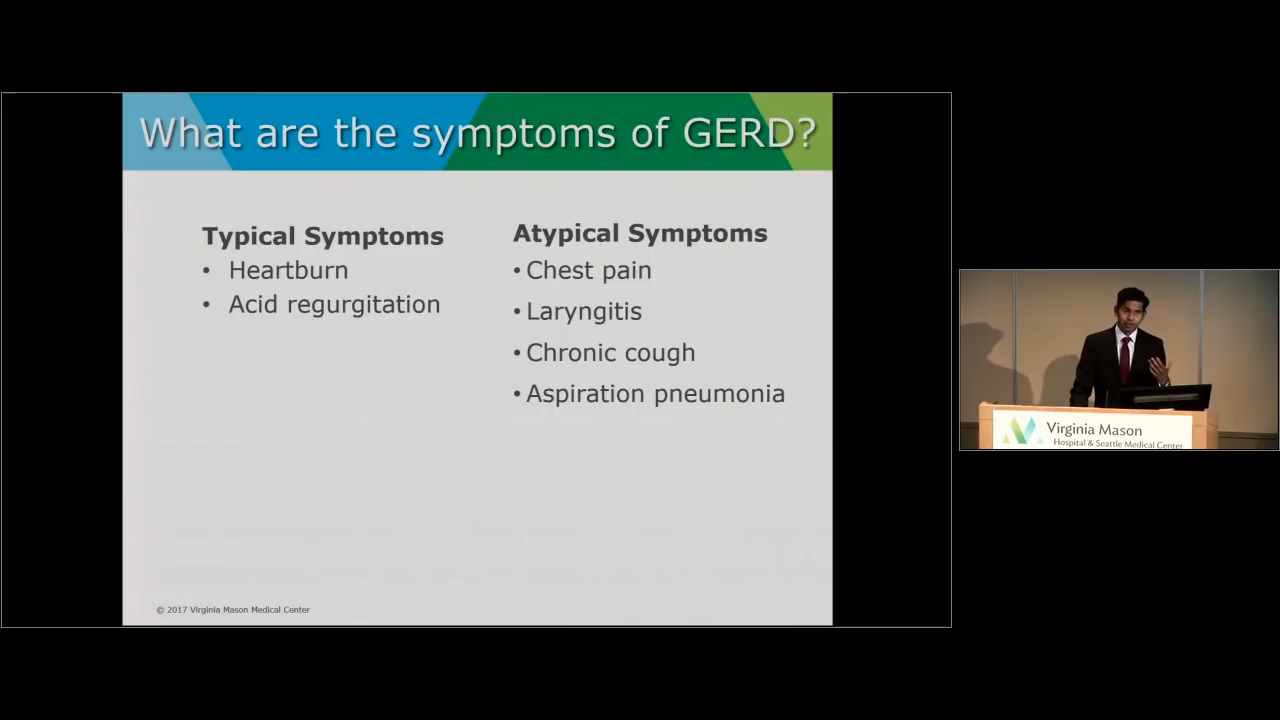 What are the symptoms of GERD?
Typical Symptoms
• Heartburn
• Acid regurgitation
Atypical Symptoms
• Chest pain
• Laryngitis
• Chronic cough
• Aspiration pneumonia
© 2017 Virginia Mason Medical Center
Virginia Mason
Hospital & Seattle Medical Center